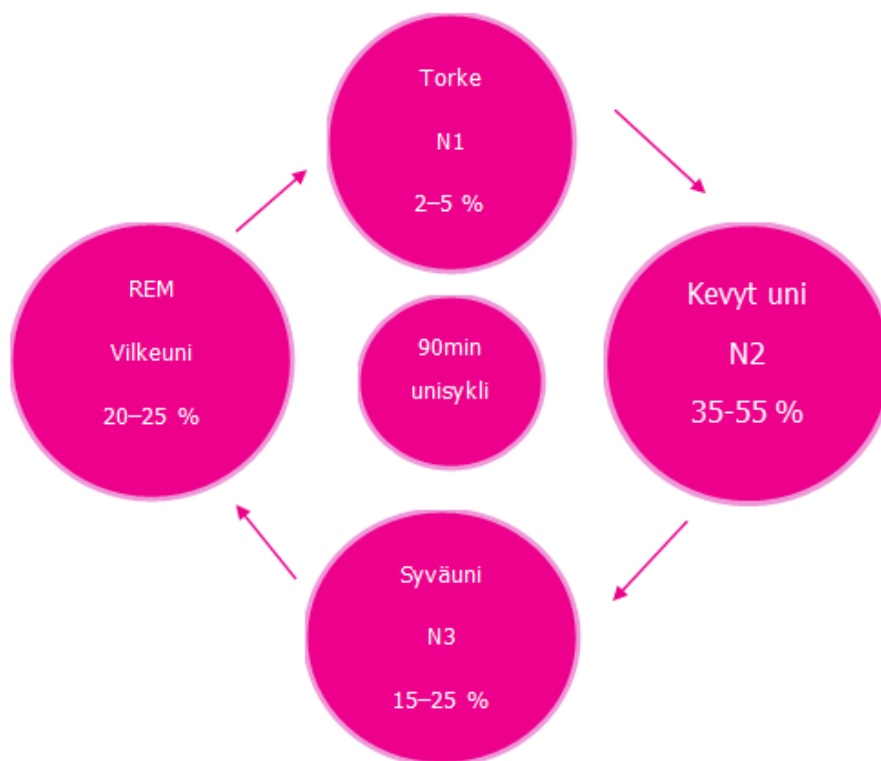 Torke
N1
2–5 %
Kevyt uni
N2
35-55 %
Syväuni
N3
15–25 %
REM
Vilkeuni
20–25 %
90min
unisykli